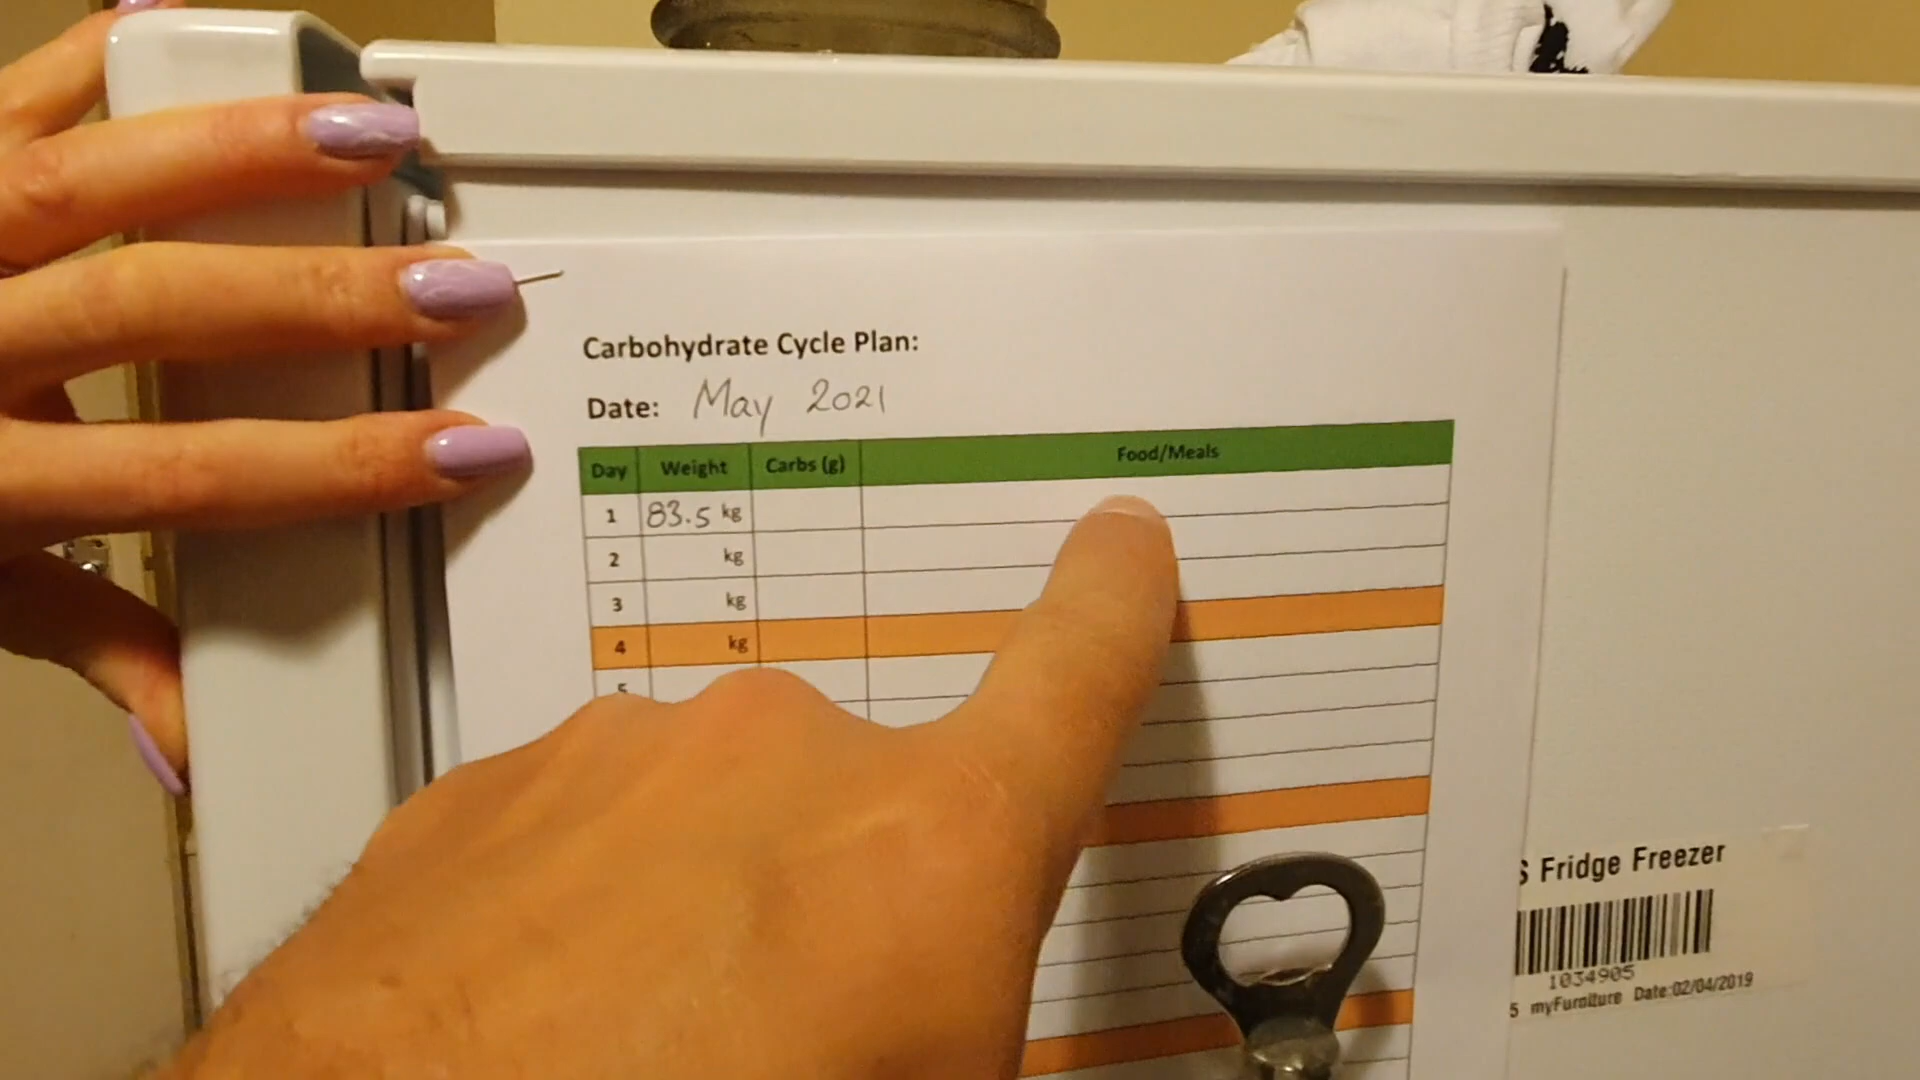 Carbohydrate Cycle Plan:
Date: May 2021
Day Weight Carbs (g) Food/Meals
1 83.5 kg
2 kg
3 kg
4 kg
5
Fridge Freezer
1034905
5 myFurniture Date:02/04/2019